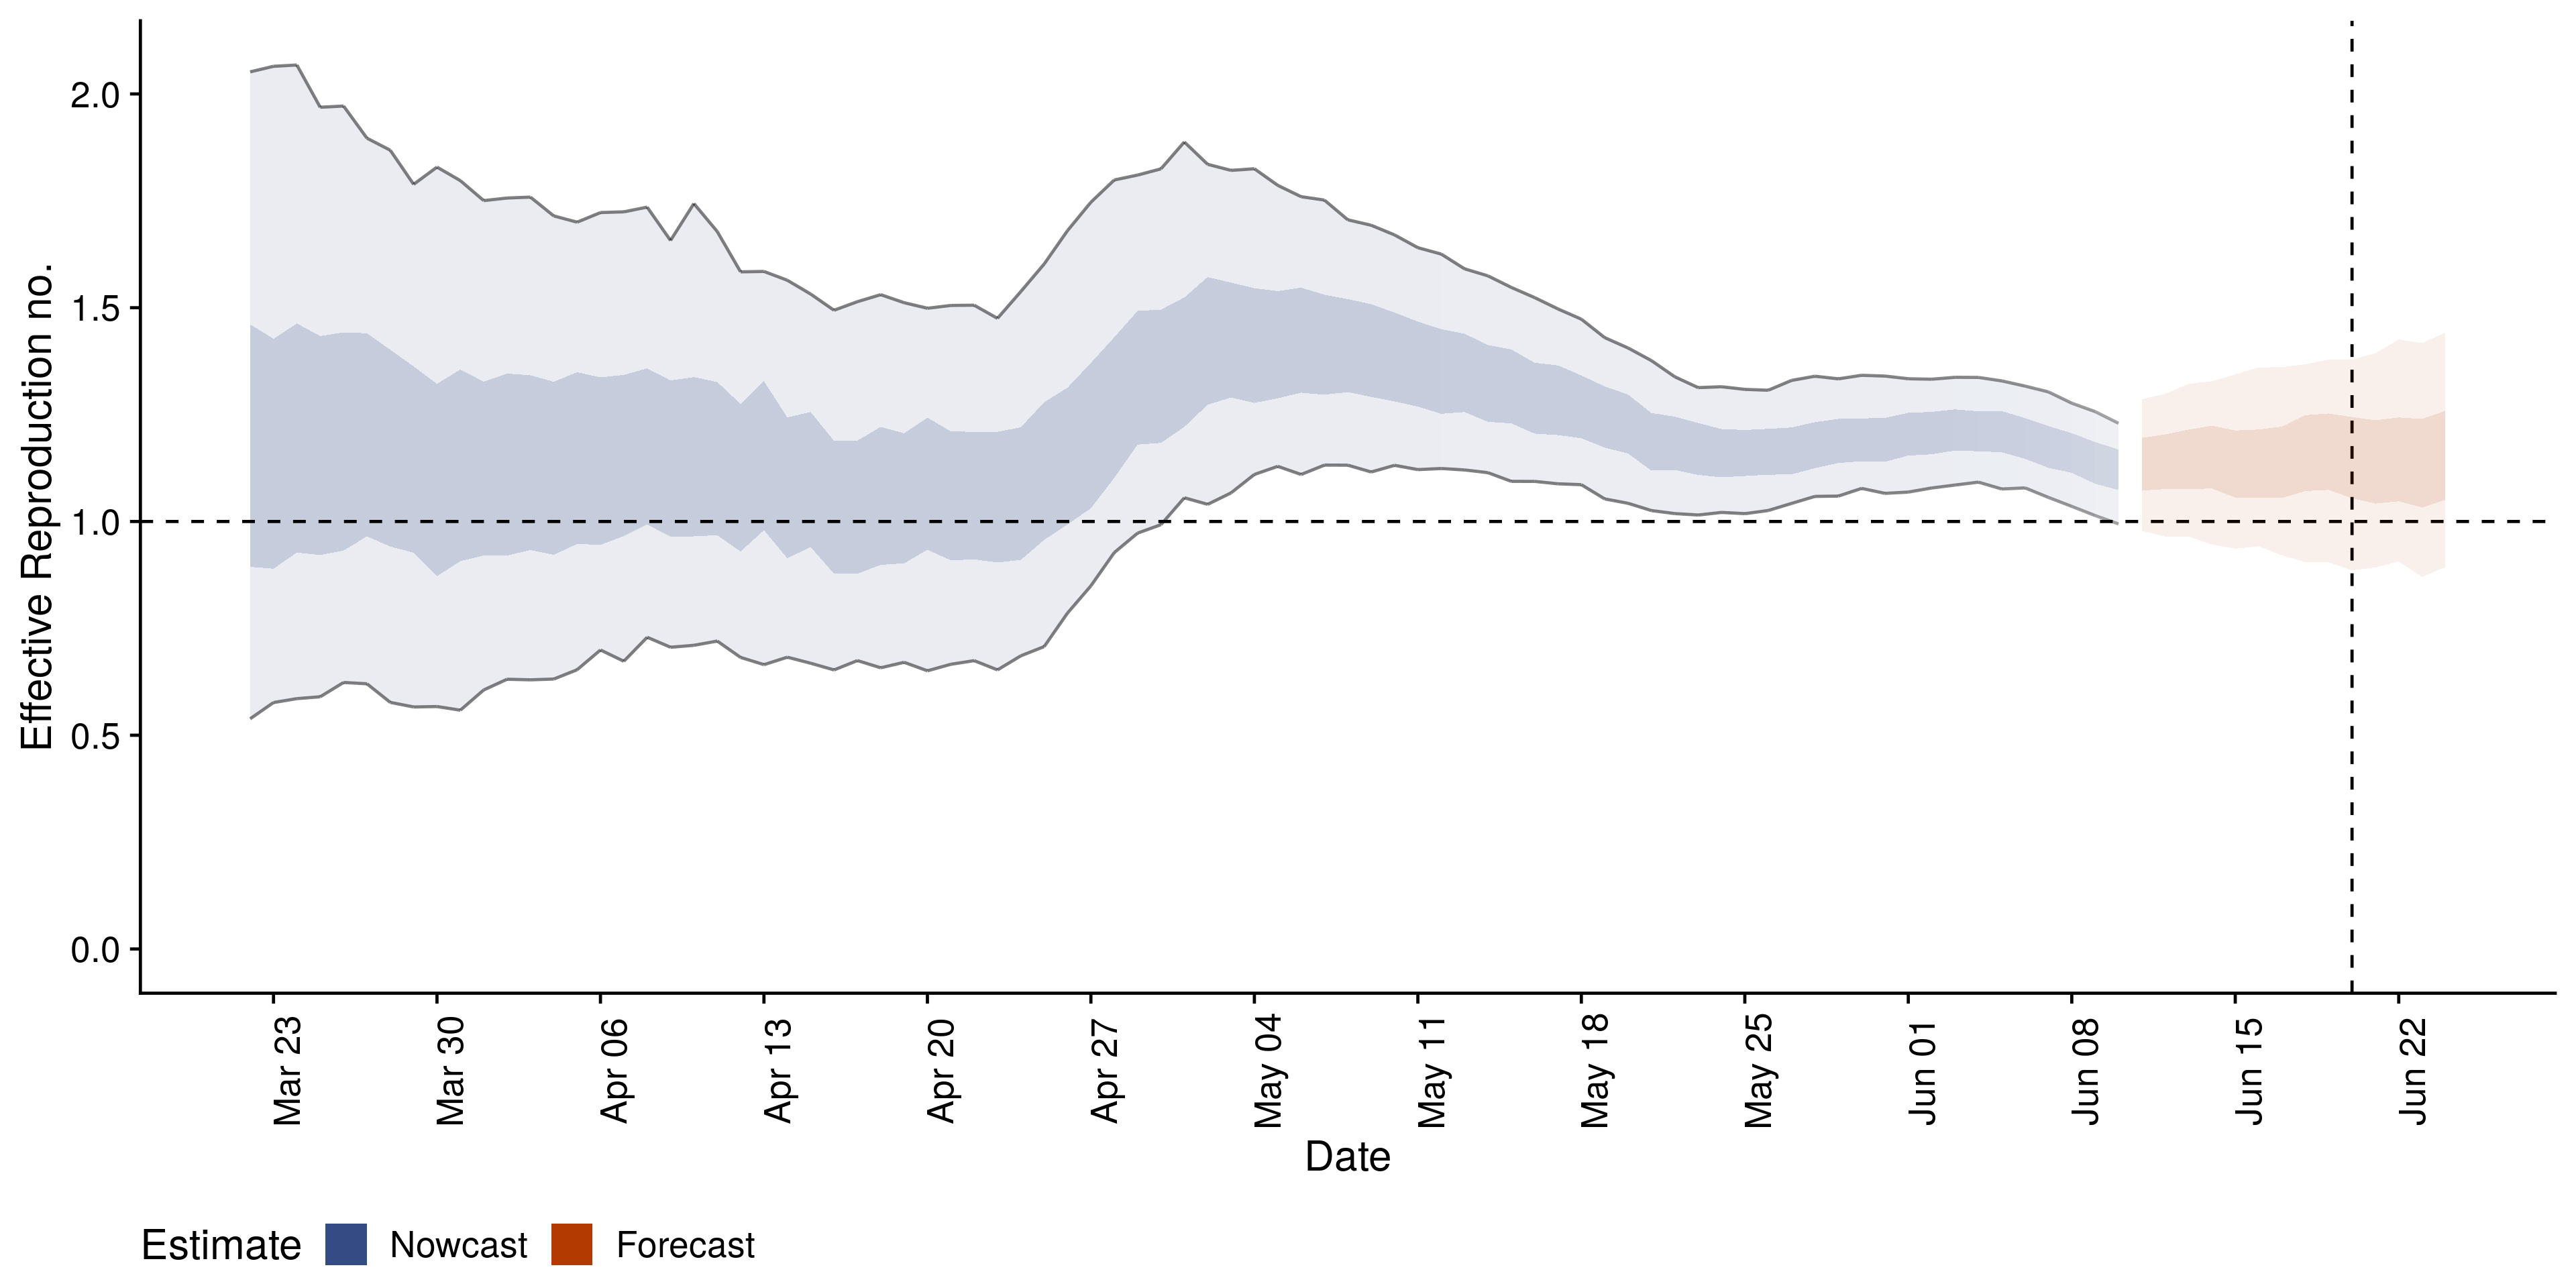 Effective Reproduction no.
2.0
1.5
1.0
0.5
0.0
Mar 23
Mar 30
Apr 06
Apr 13
Apr 20
Apr 27
May 04
May 11
May 18
May 25
Jun 01
Jun 08
Jun 15
Jun 22
Date
Estimate Nowcast Forecast